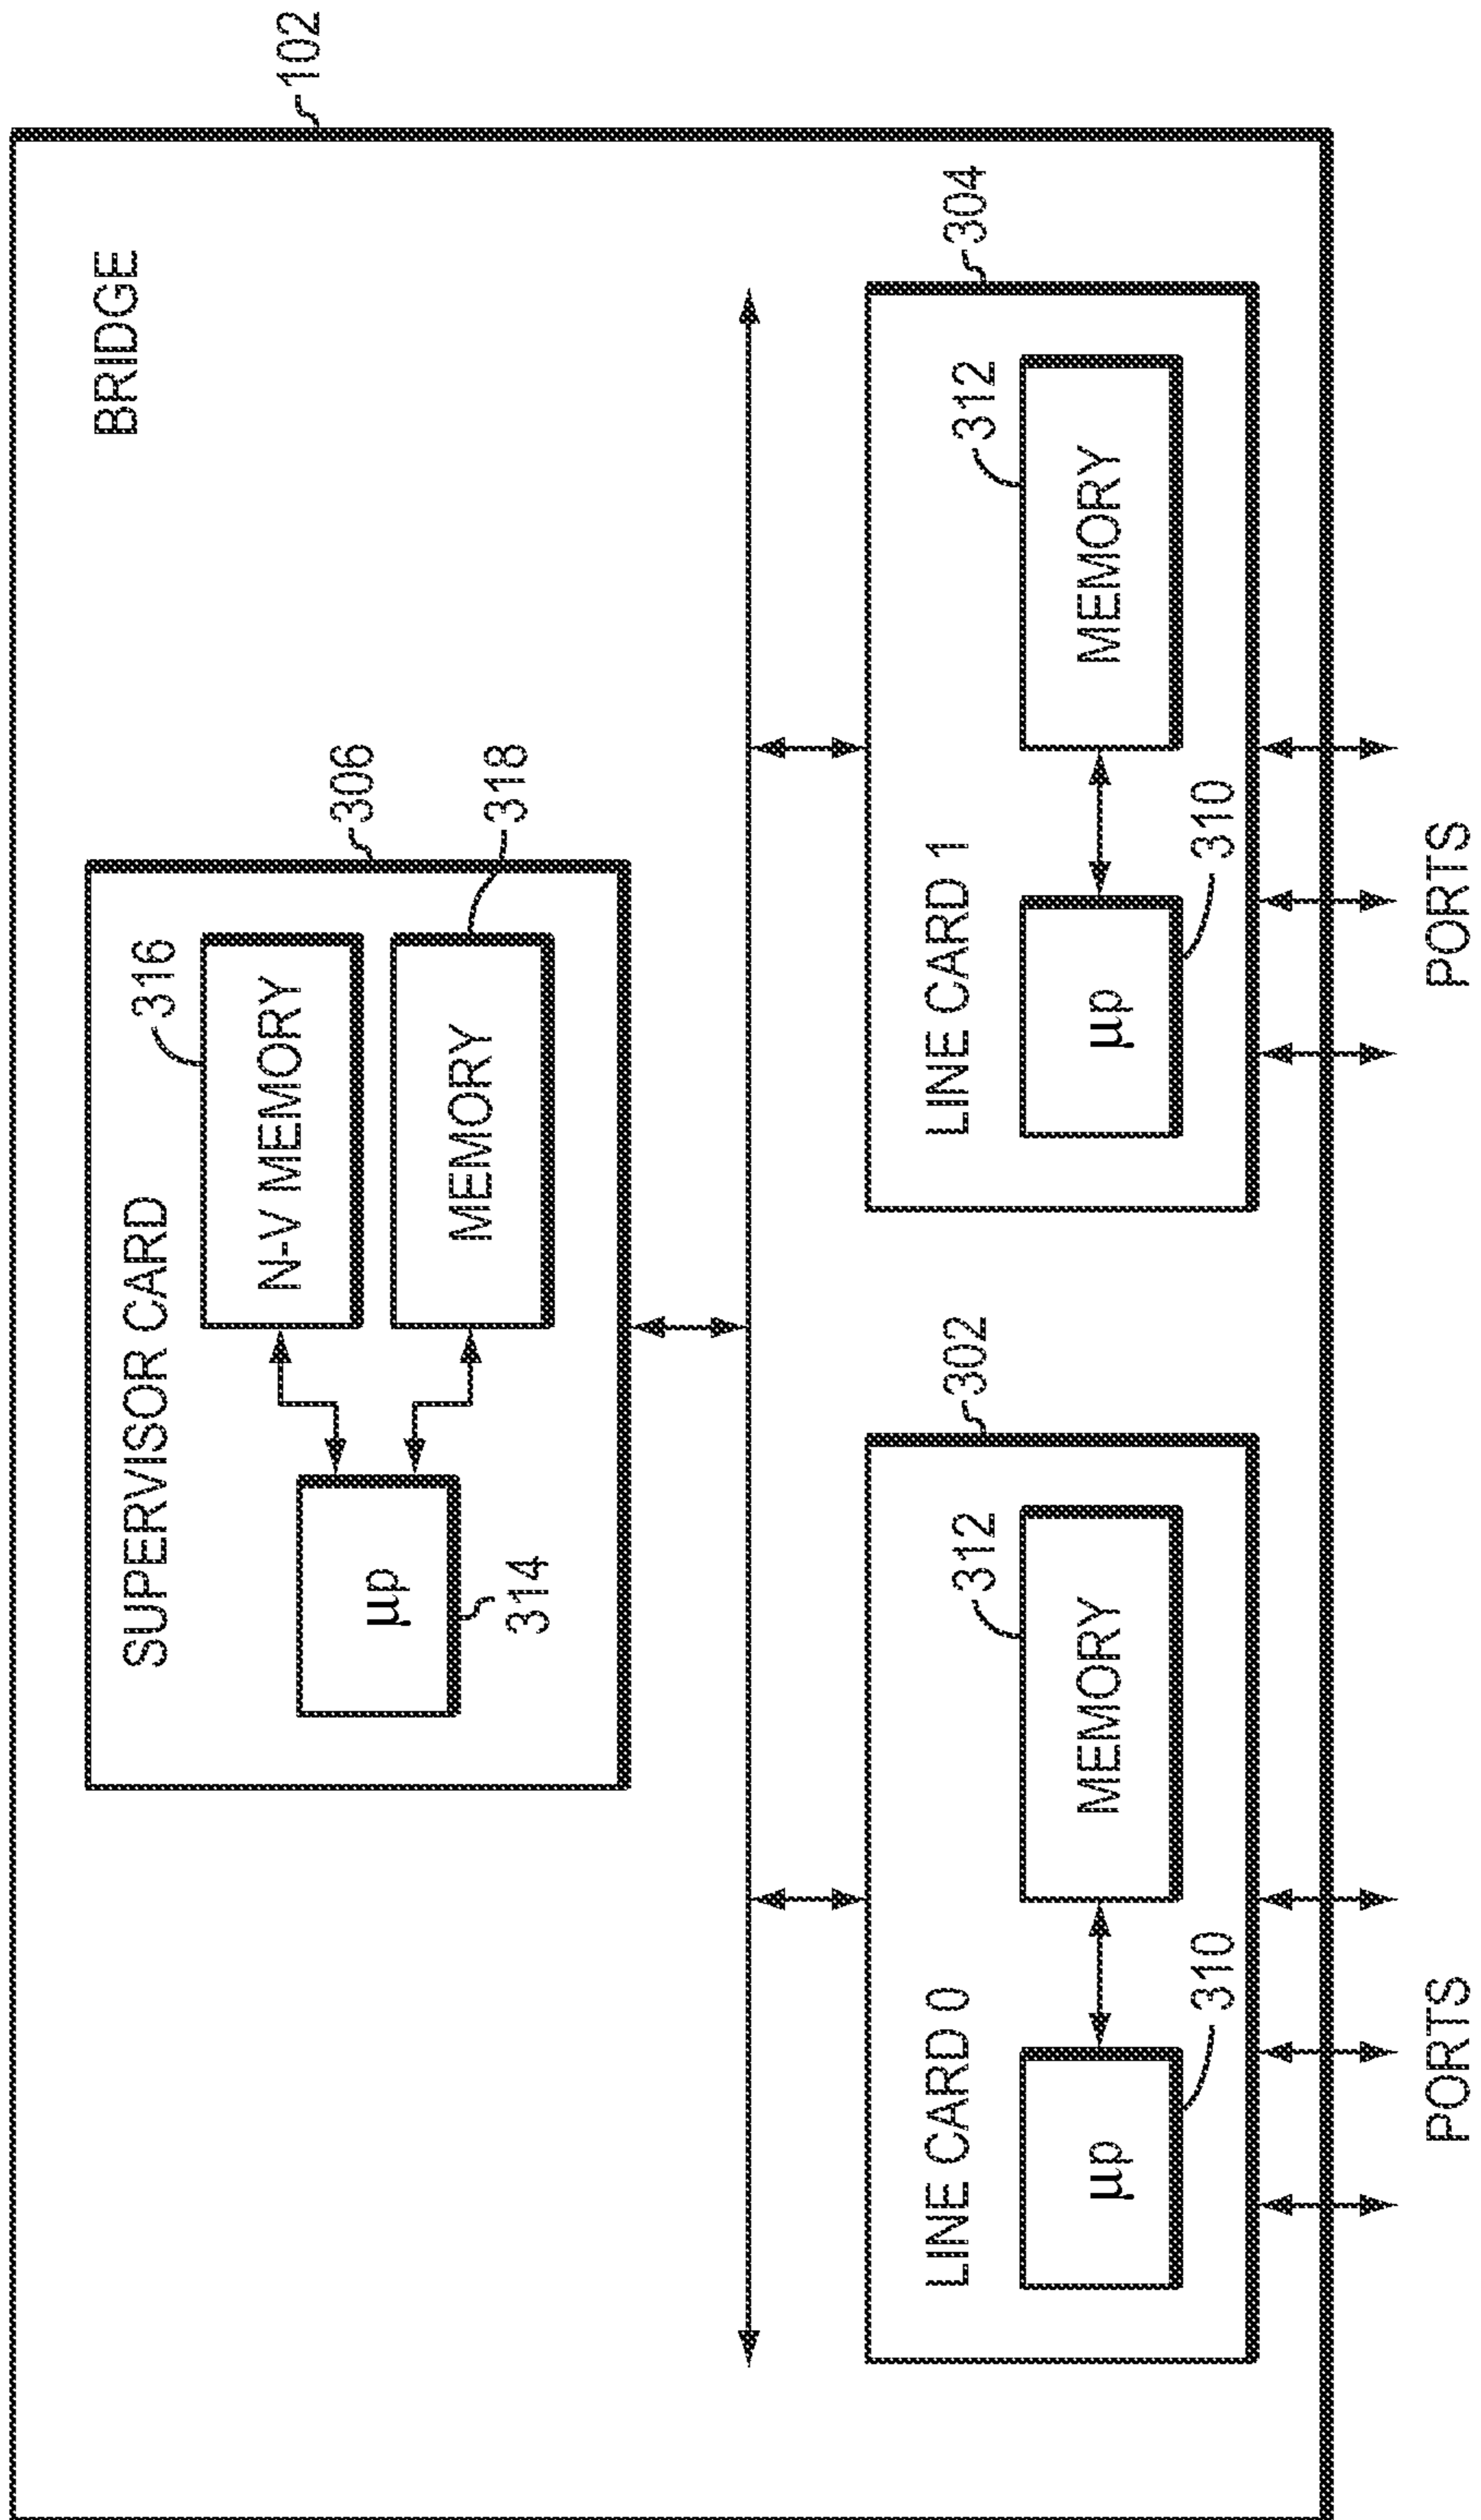 102
BRIDGE
SUPERVISOR CARD
306
316
N-V MEMORY
318
MEMORY
µp
314
LINE CARD 0
302
312
MEMORY
µp
310
PORTS
LINE CARD 1
304
312
MEMORY
µp
310
PORTS